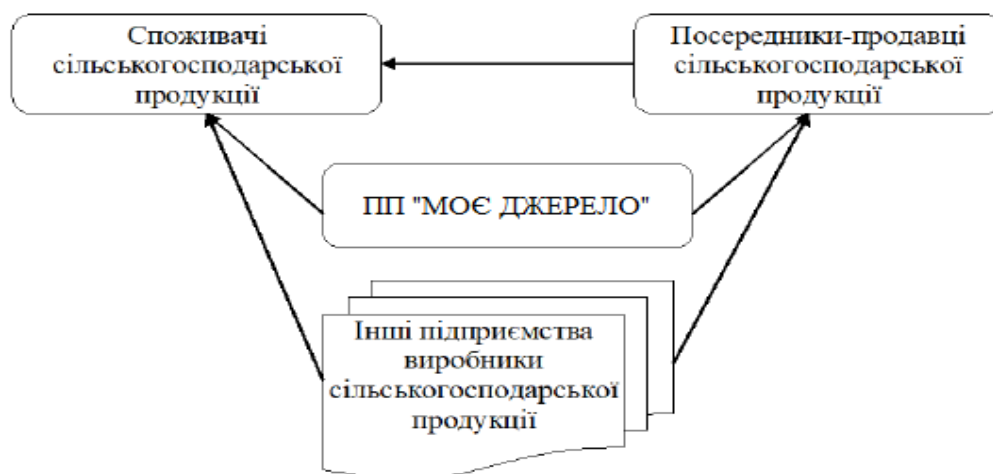 Споживачі
сільськогосподарської
продукції
Посередники-продавці
сільськогосподарської
продукції
ПП "МОЄ ДЖЕРЕЛО"
Інші підприємства
виробники
сільськогосподарської
продукції